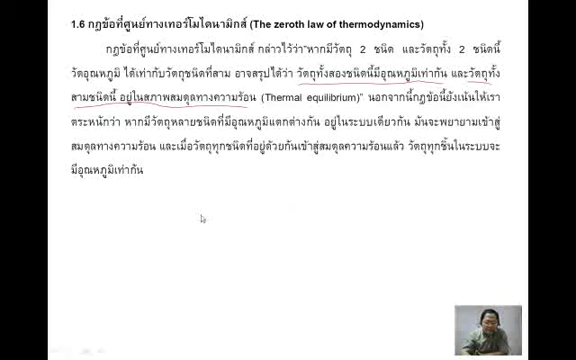 1.6 กฎข้อที่ศูนย์ทางเทอร์โมไดนามิกส์ (The zeroth law of thermodynamics)
กฎข้อที่ศูนย์ทางเทอร์โมไดนามิกส์ กล่าวไว้ว่า"หากมีวัตถุ 2 ชนิด และวัตถุทั้ง 2 ชนิดนี้
วัดอุณหภูมิ ได้เท่ากับวัตถุชนิดที่สาม อาจสรุปได้ว่า วัตถุทั้งสองชนิดนี้มีอุณหภูมิเท่ากัน และวัตถุทั้ง
สามชนิดนี้ อยู่ในสภาพสมดุลทางความร้อน (Thermal equilibrium)" นอกจากนี้กฎข้อนี้ยังเน้นให้เรา
ตระหนักว่า หากมีวัตถุหลายชนิดที่มีอุณหภูมิแตกต่างกัน อยู่ในระบบเดียวกัน มันจะพยายามเข้าสู่
สมดุลทางความร้อน และเมื่อวัตถุทุกชนิดที่อยู่ด้วยกันเข้าสู่สมดุลความร้อนแล้ว วัตถุทุกชิ้นในระบบจะ
มีอุณหภูมิเท่ากัน